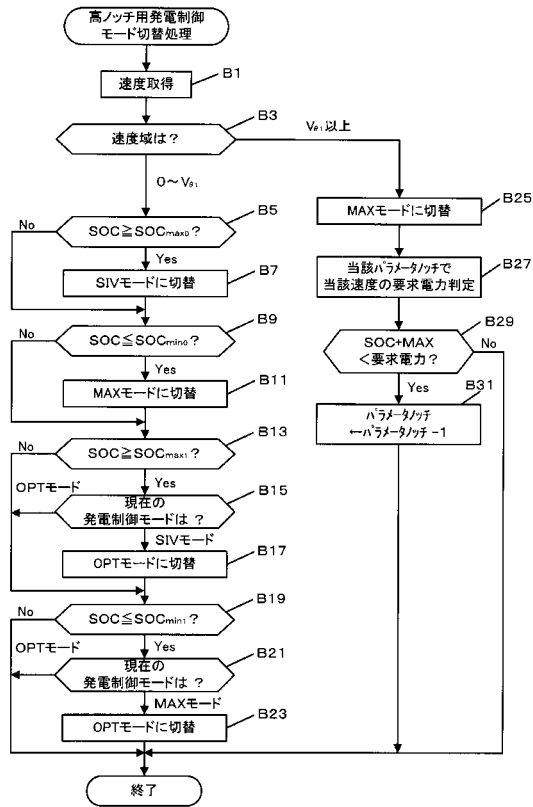 高ノッチ用発電制御
モード切替処理
B1
速度取得
B3
速度域は？
Vθ1以上
0～Vθ1
B5
No
SOC≧SOCmax0？
Yes
B7
SIVモードに切替
B9
No
SOC≦SOCmin0？
Yes
B11
MAXモードに切替
B13
No
SOC≧SOCmax1？
Yes
OPTモード
B15
現在の
発電制御モードは？
SIVモード
B17
OPTモードに切替
B19
No
SOC≦SOCmin1？
Yes
OPTモード
B21
現在の
発電制御モードは？
MAXモード
B23
OPTモードに切替
終了
B25
MAXモードに切替
B27
当該パラメータノッチで
当該速度の要求電力判定
B29
SOC+MAX
＜要求電力？
No
Yes
B31
パラメータノッチ
←パラメータノッチ－1